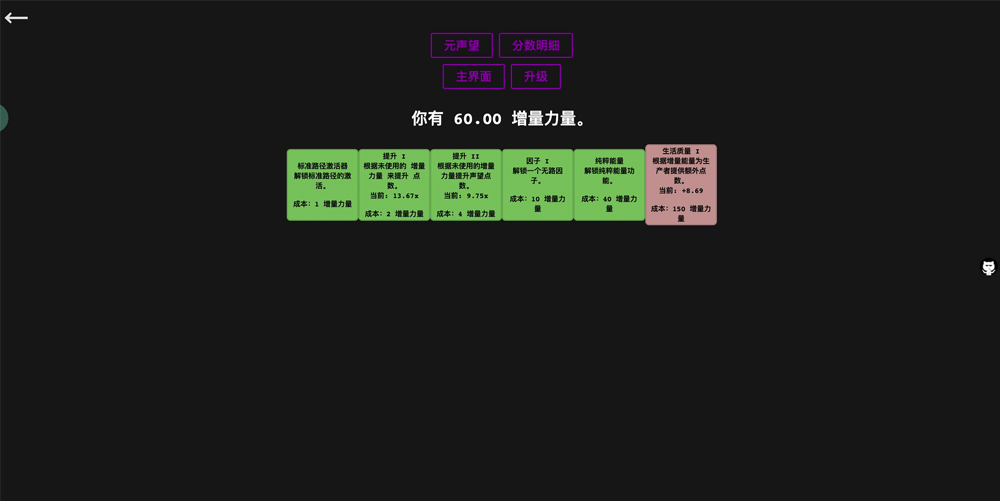 元声望
分数明细
主界面
升级
你有 60.00 增量力量。
标准路径激活器
解锁标准路径的激
活。
成本: 1 增量力量
提升 I
根据未使用的 增量
力量 来提升 点
数。
当前: 13.67x
成本: 2 增量力量
提升 II
根据未使用的增量
力量提升声望点
数。
当前: 9.75x
成本: 4 增量力量
因子 I
解锁一个无路因
子。
成本: 10 增量力
量
纯粹能量
解锁纯粹能量功
能。
成本: 40 增量力
量
生活质量 I
根据增量能量为生
产者提供额外点
数。
当前: +8.69
成本: 150 增量力
量